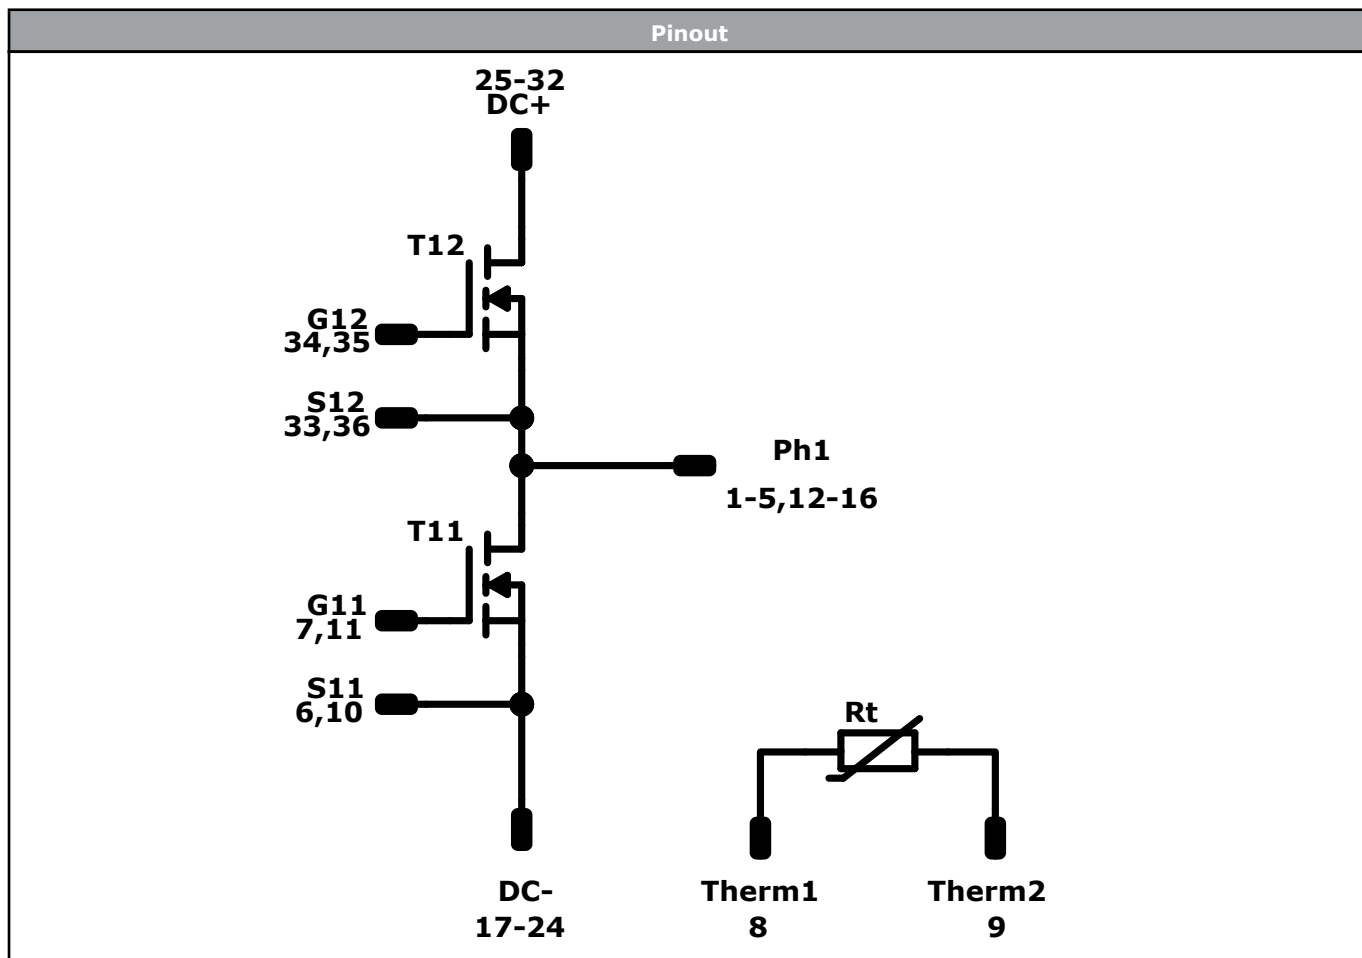 Pinout
25-32
DC+
T12
G12
34,35
S12
33,36
Ph1
1-5,12-16
T11
G11
7,11
S11
6,10
Rt
DC-
17-24
Therm1
8
Therm2
9